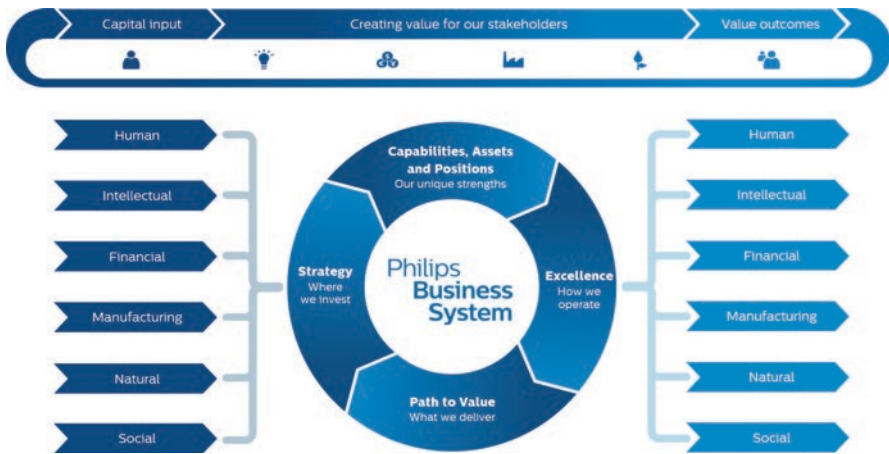 Capital input
Creating value for our stakeholders
Value outcomes
Human
Intellectual
Financial
Manufacturing
Natural
Social
Capabilities, Assets
and Positions
Our unique strengths
Strategy
Where
we invest
Philips
Business
System
Excellence
How we
operate
Path to Value
What we deliver
Human
Intellectual
Financial
Manufacturing
Natural
Social